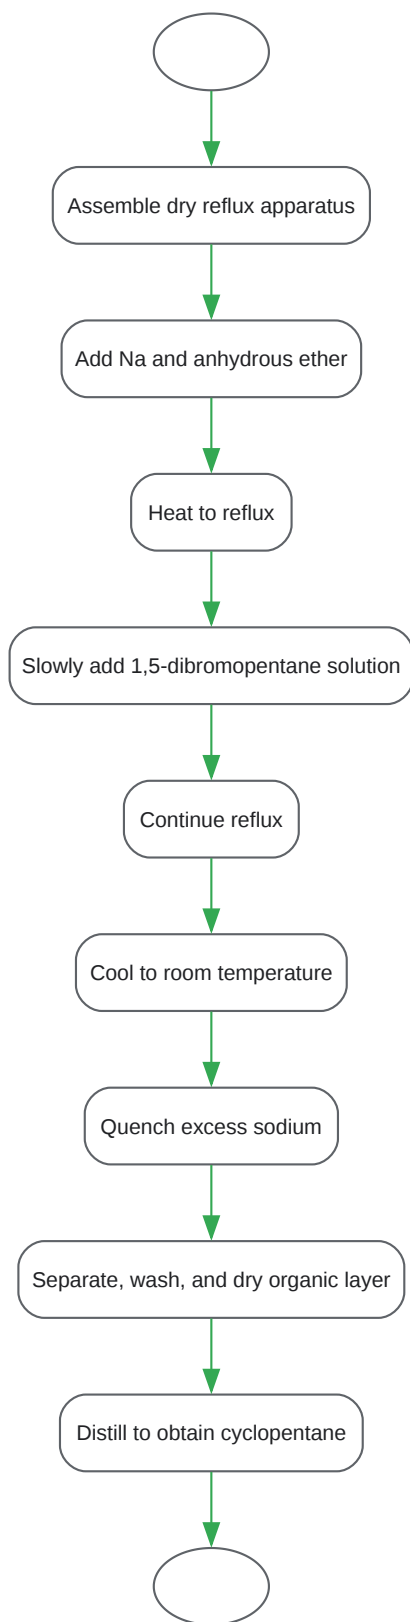 Assemble dry reflux apparatus
Add Na and anhydrous ether
Heat to reflux
Slowly add 1,5-dibromopentane solution
Continue reflux
Cool to room temperature
Quench excess sodium
Separate, wash, and dry organic layer
Distill to obtain cyclopentane